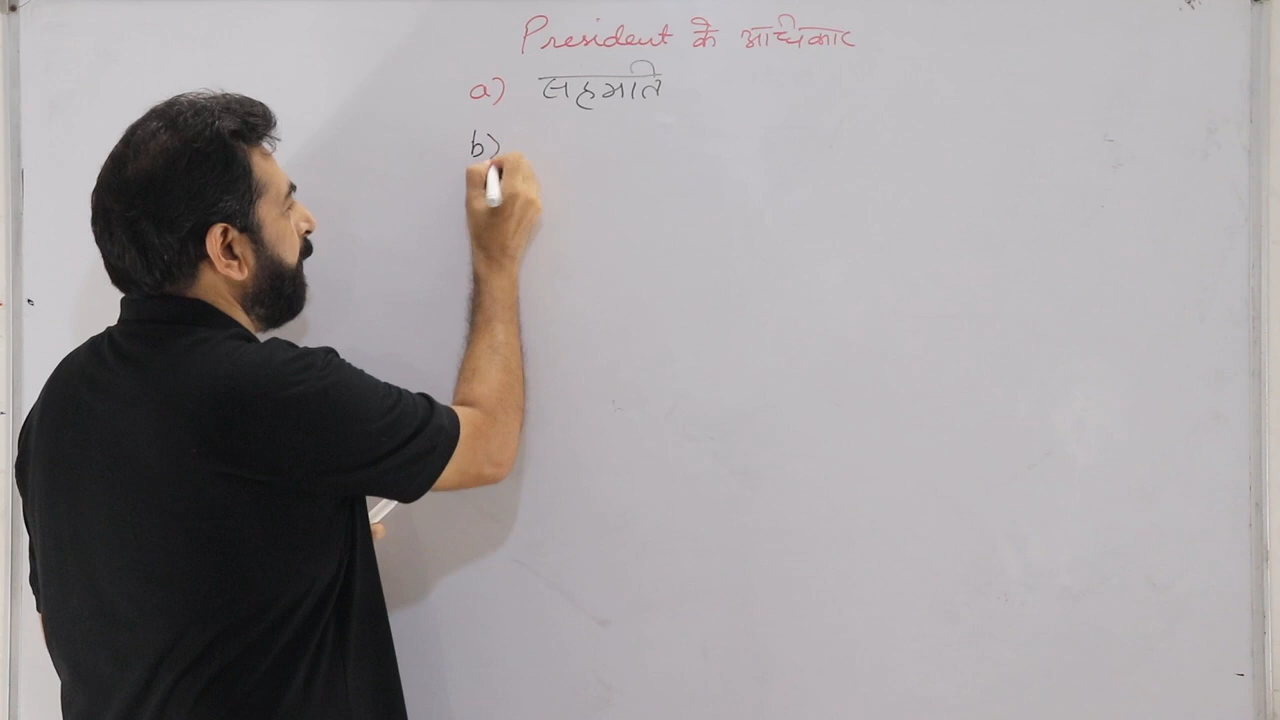 President के अधिकार
a) सहमति
b)